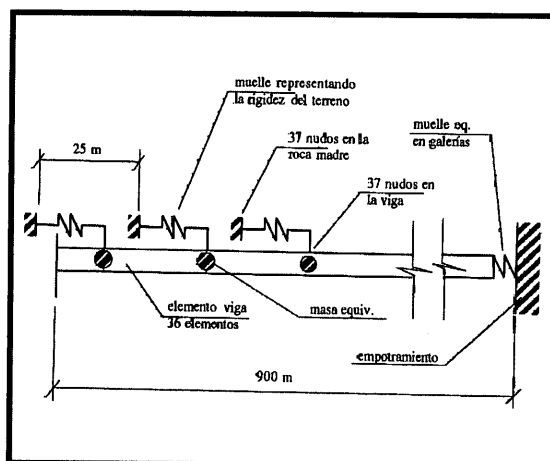 muelle representando
la rigidez del terreno
muelle eq.
en galerías
25 m
37 nudos en la
roca madre
37 nudos en
la viga
elemento viga
36 elementos
masa equiv.
empotramiento
900 m